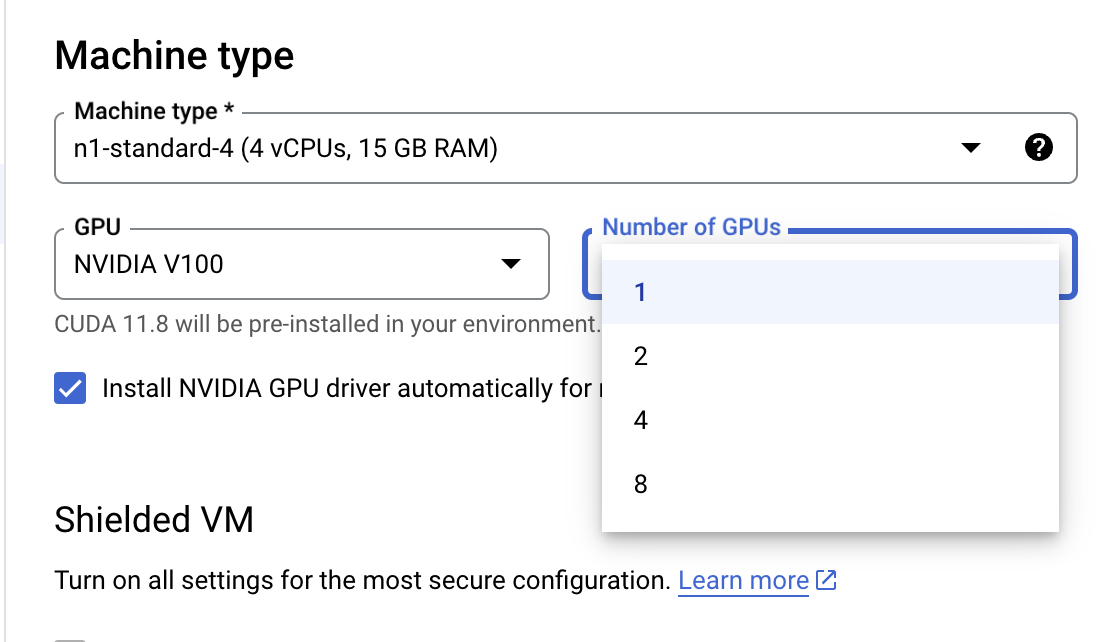 Machine type
Machine type *
n1-standard-4 (4 vCPUs, 15 GB RAM)
GPU
NVIDIA V100
Number of GPUs
1
2
4
8
CUDA 11.8 will be pre-installed in your environment.
Install NVIDIA GPU driver automatically for
Shielded VM
Turn on all settings for the most secure configuration. Learn more